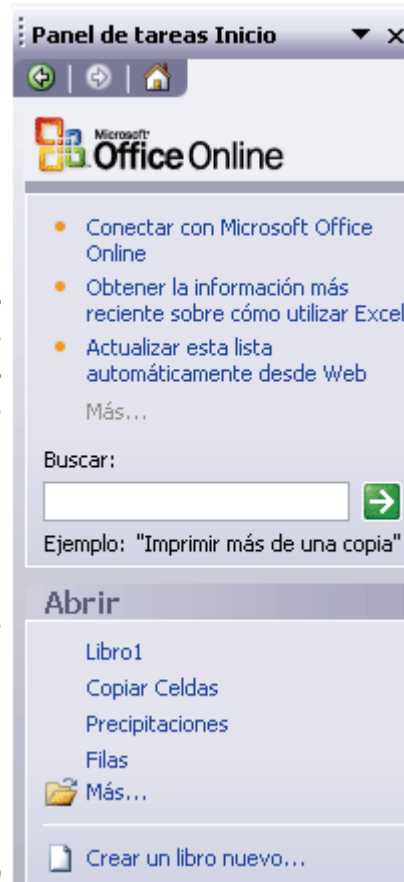 Panel de tareas Inicio
Microsoft
Office Online
Conectar con Microsoft Office
Online
Obtener la información más
reciente sobre cómo utilizar Excel
Actualizar esta lista
automáticamente desde Web
Más...
Buscar:
Ejemplo: "Imprimir más de una copia"
Abrir
Libro1
Copiar Celdas
Precipitaciones
Filas
Más...
Crear un libro nuevo...